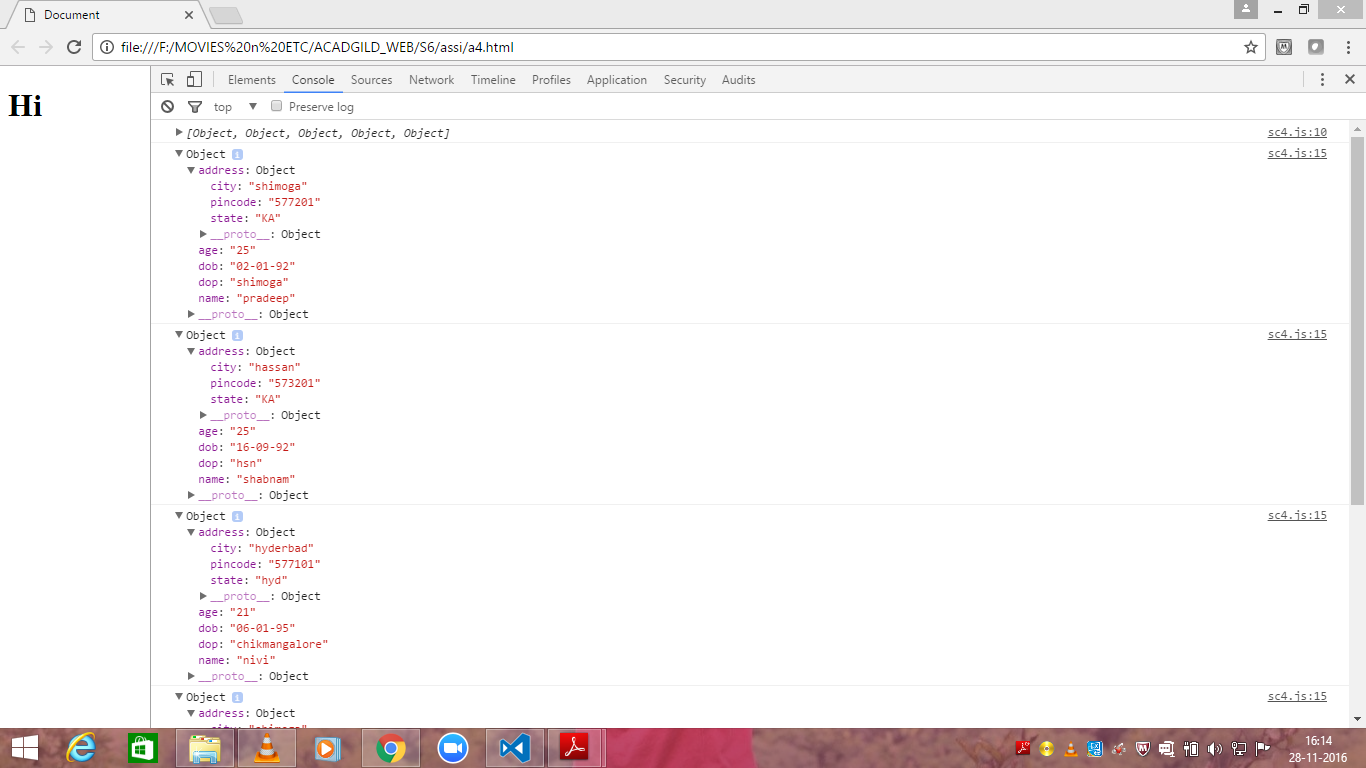 Document
file:///F:/MOVIES%20n%20ETC/ACADGILD_WEB/S6/assi/a4.html
Hi
Elements Console Sources Network Timeline Profiles Application Security Audits
top Preserve log
[Object, Object, Object, Object, Object] sc4.js:10
Object sc4.js:15
address: Object
city: "shimoga"
pincode: "577201"
state: "KA"
__proto__: Object
age: "25"
dob: "02-01-92"
dop: "shimoga"
name: "pradeep"
__proto__: Object
Object sc4.js:15
address: Object
city: "hassan"
pincode: "573201"
state: "KA"
__proto__: Object
age: "25"
dob: "16-09-92"
dop: "hsn"
name: "shabnam"
__proto__: Object
Object sc4.js:15
address: Object
city: "hyderbad"
pincode: "577101"
state: "hyd"
__proto__: Object
age: "21"
dob: "06-01-95"
dop: "chikmangalore"
name: "nivi"
__proto__: Object
Object sc4.js:15
address: Object
16:14
28-11-2016